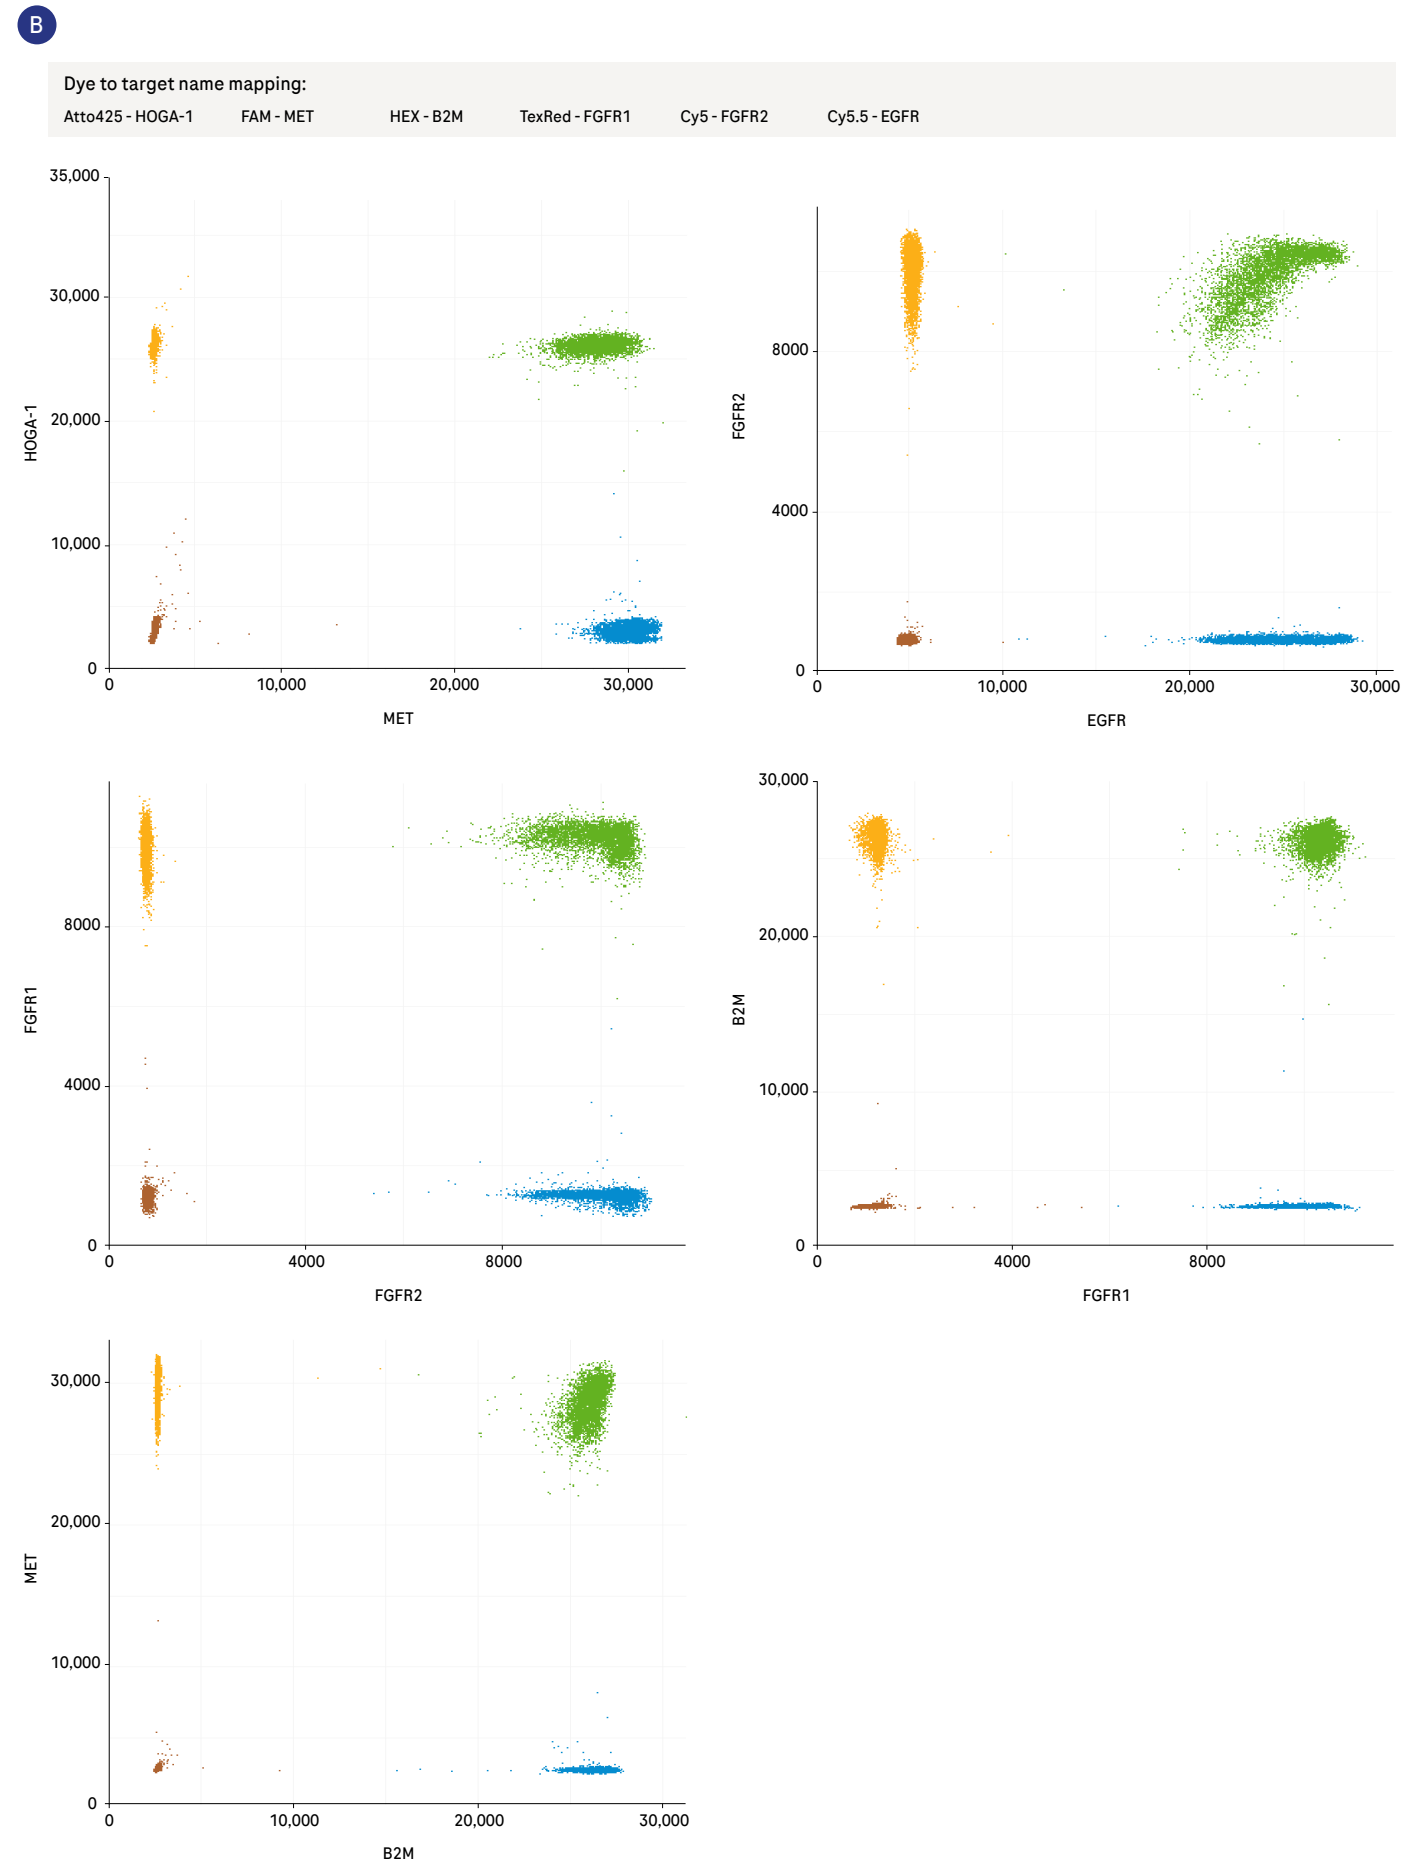 B
Dye to target name mapping:
Atto425 - HOGA-1 FAM - MET HEX - B2M TexRed - FGFR1 Cy5 - FGFR2 Cy5.5 - EGFR
35,000
30,000
20,000
10,000
0
HOGA-1
0 10,000 20,000 30,000
MET
8000
4000
0
FGFR2
0 10,000 20,000 30,000
EGFR
8000
4000
0
FGFR1
0 4000 8000
FGFR2
30,000
20,000
10,000
0
B2M
0 4000 8000
FGFR1
30,000
20,000
10,000
0
MET
0 10,000 20,000 30,000
B2M